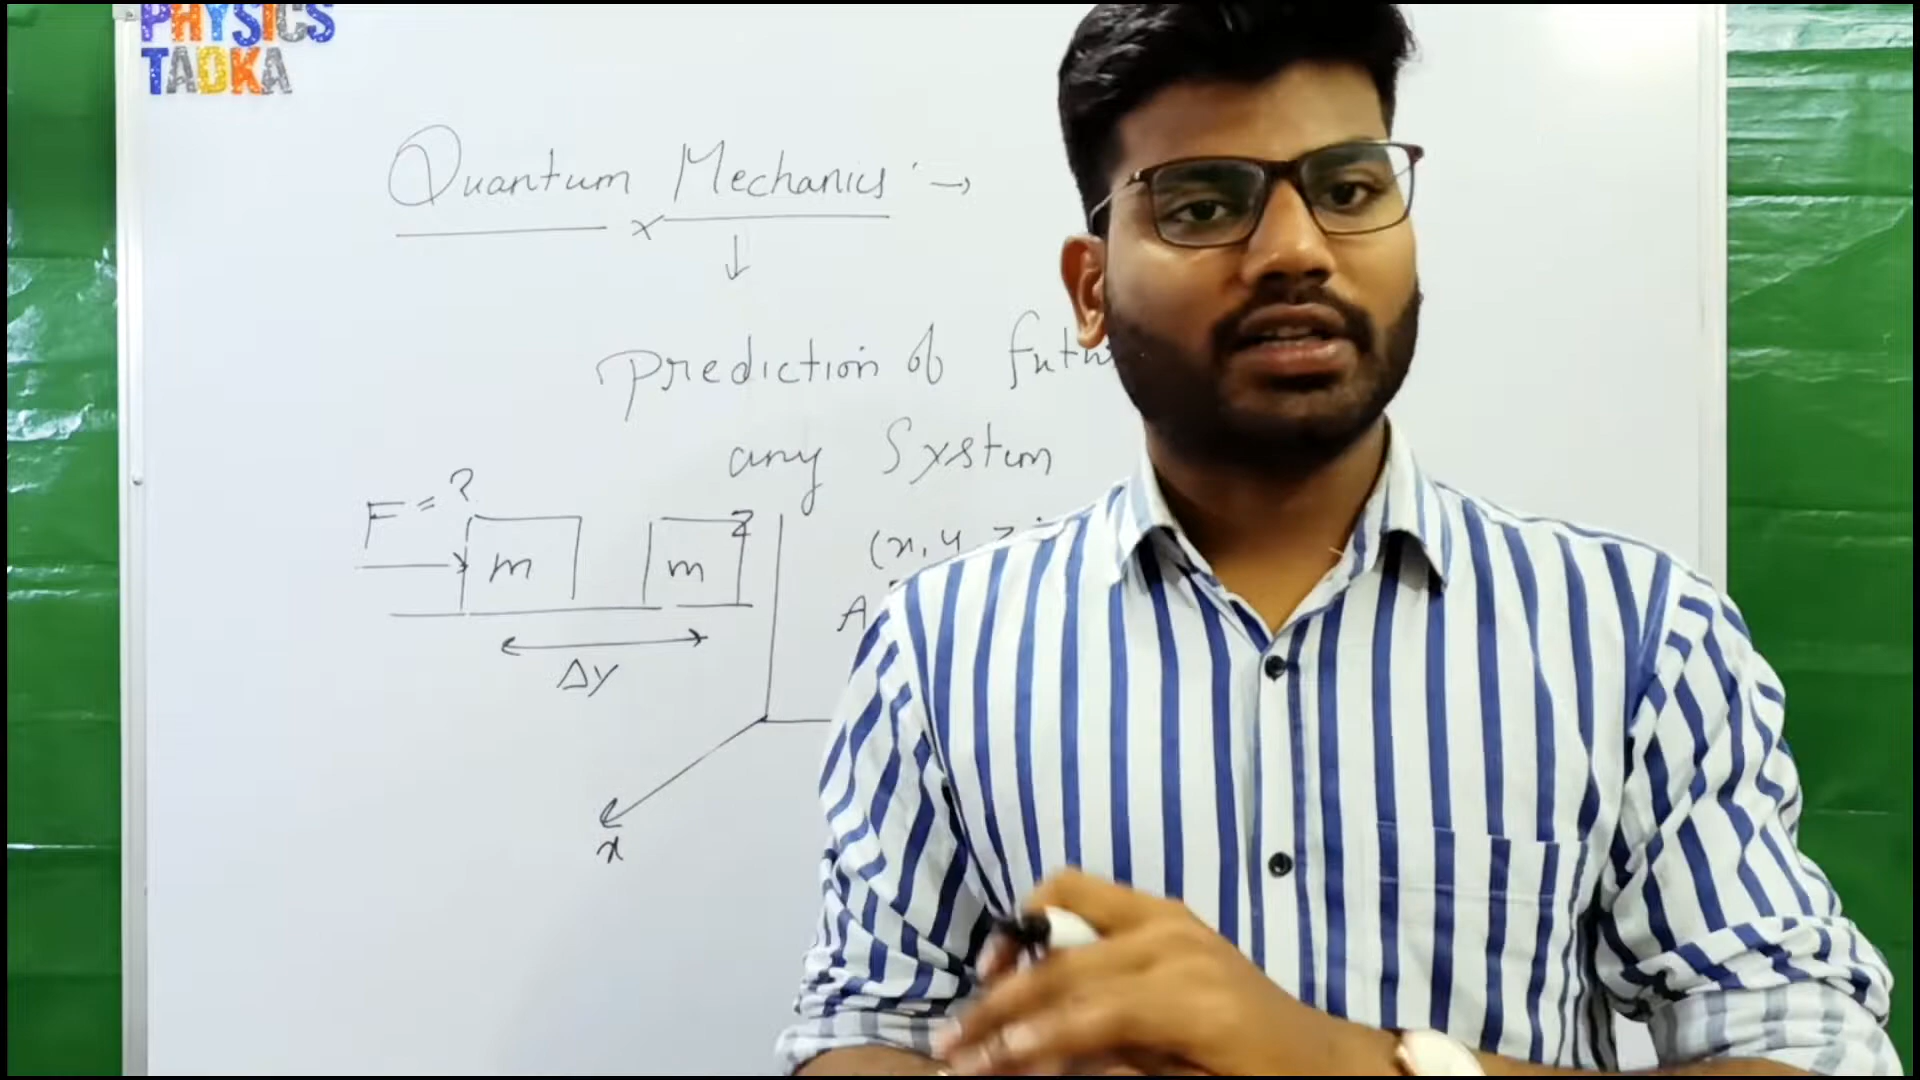 PHYSICS
TADKA
Quantum Mechanics :→
prediction of
any System
F = ?
m
m
z
(x, y, z
A
Δy
x